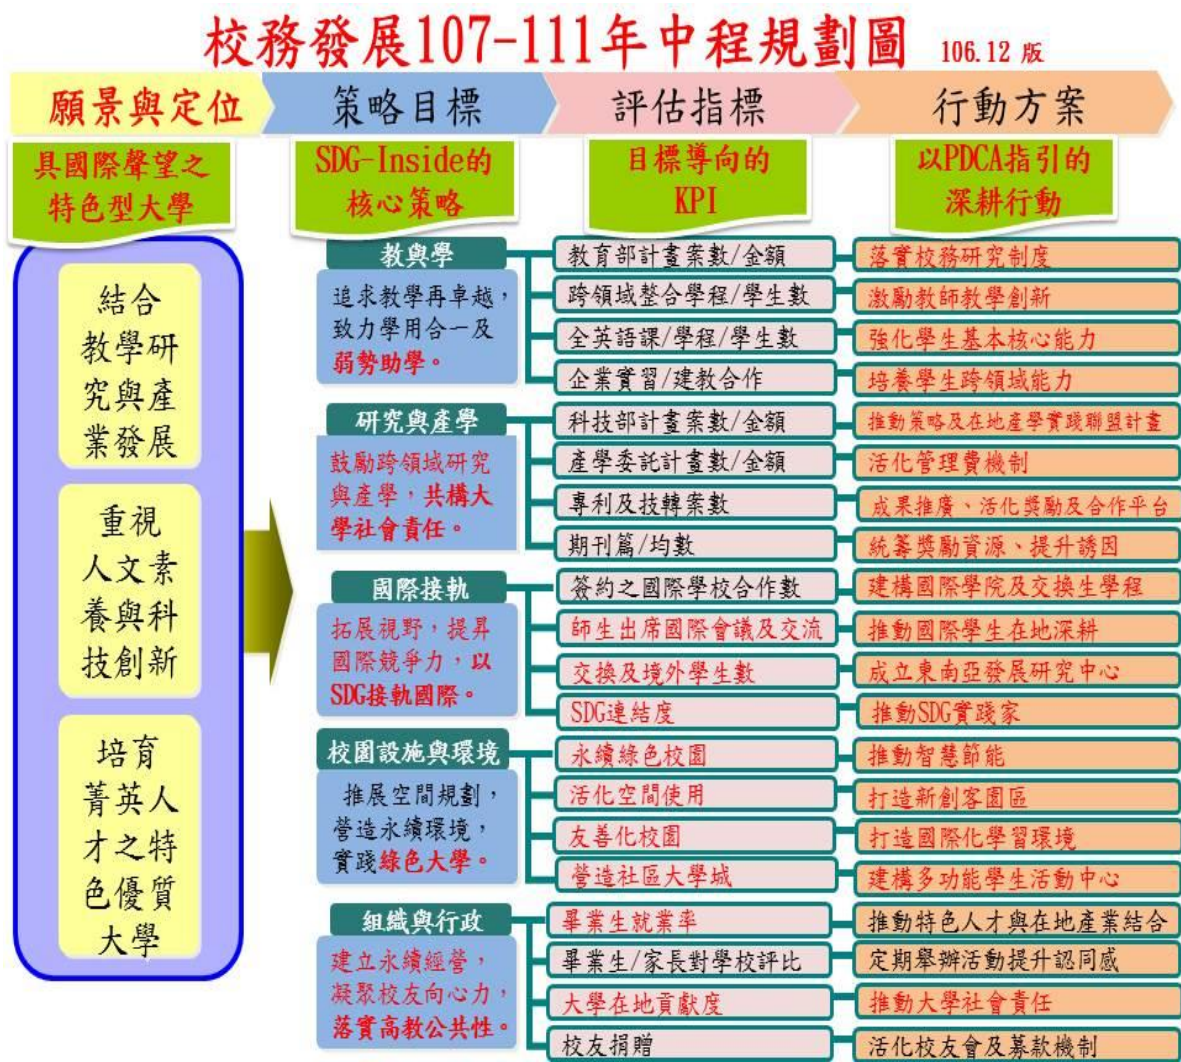 校務發展107-111年中程規劃圖 106.12 版
願景與定位
策略目標
評估指標
行動方案
具國際聲望之
特色型大學
SDG-Inside的
核心策略
目標導向的
KPI
以PDCA指引的
深耕行動
結合
教學研
究與產
業發展
重視
人文素
養與科
技創新
培育
菁英人
才之特
色優質
大學
教與學
追求教學再卓越，
致力學用合一及
弱勢助學。
教育部計畫案數/金額
落實校務研究制度
跨領域整合學程/學生數
激勵教師教學創新
全英語課/學程/學生數
強化學生基本核心能力
企業實習/建教合作
培養學生跨領域能力
研究與產學
鼓勵跨領域研究
與產學，共構大
學社會責任。
科技部計畫案數/金額
推動策略及在地產學實踐聯盟計畫
產學委託計畫數/金額
活化管理費機制
專利及技轉案數
成果推廣、活化獎勵及合作平台
期刊篇/均數
統籌獎勵資源、提升誘因
國際接軌
拓展視野，提昇
國際競爭力，以
SDG接軌國際。
簽約之國際學校合作數
建構國際學院及交換生學程
師生出席國際會議及交流
推動國際學生在地深耕
交換及境外學生數
成立東南亞發展研究中心
SDG連結度
推動SDG實踐家
校園設施與環境
推展空間規劃，
營造永續環境，
實踐綠色大學。
永續綠色校園
推動智慧節能
活化空間使用
打造新創客園區
友善化校園
打造國際化學習環境
營造社區大學城
建構多功能學生活動中心
組織與行政
建立永續經營，
凝聚校友向心力，
落實高教公共性。
畢業生就業率
推動特色人才與在地產業結合
畢業生/家長對學校評比
定期舉辦活動提升認同感
大學在地貢獻度
推動大學社會責任
校友捐贈
活化校友會及募款機制